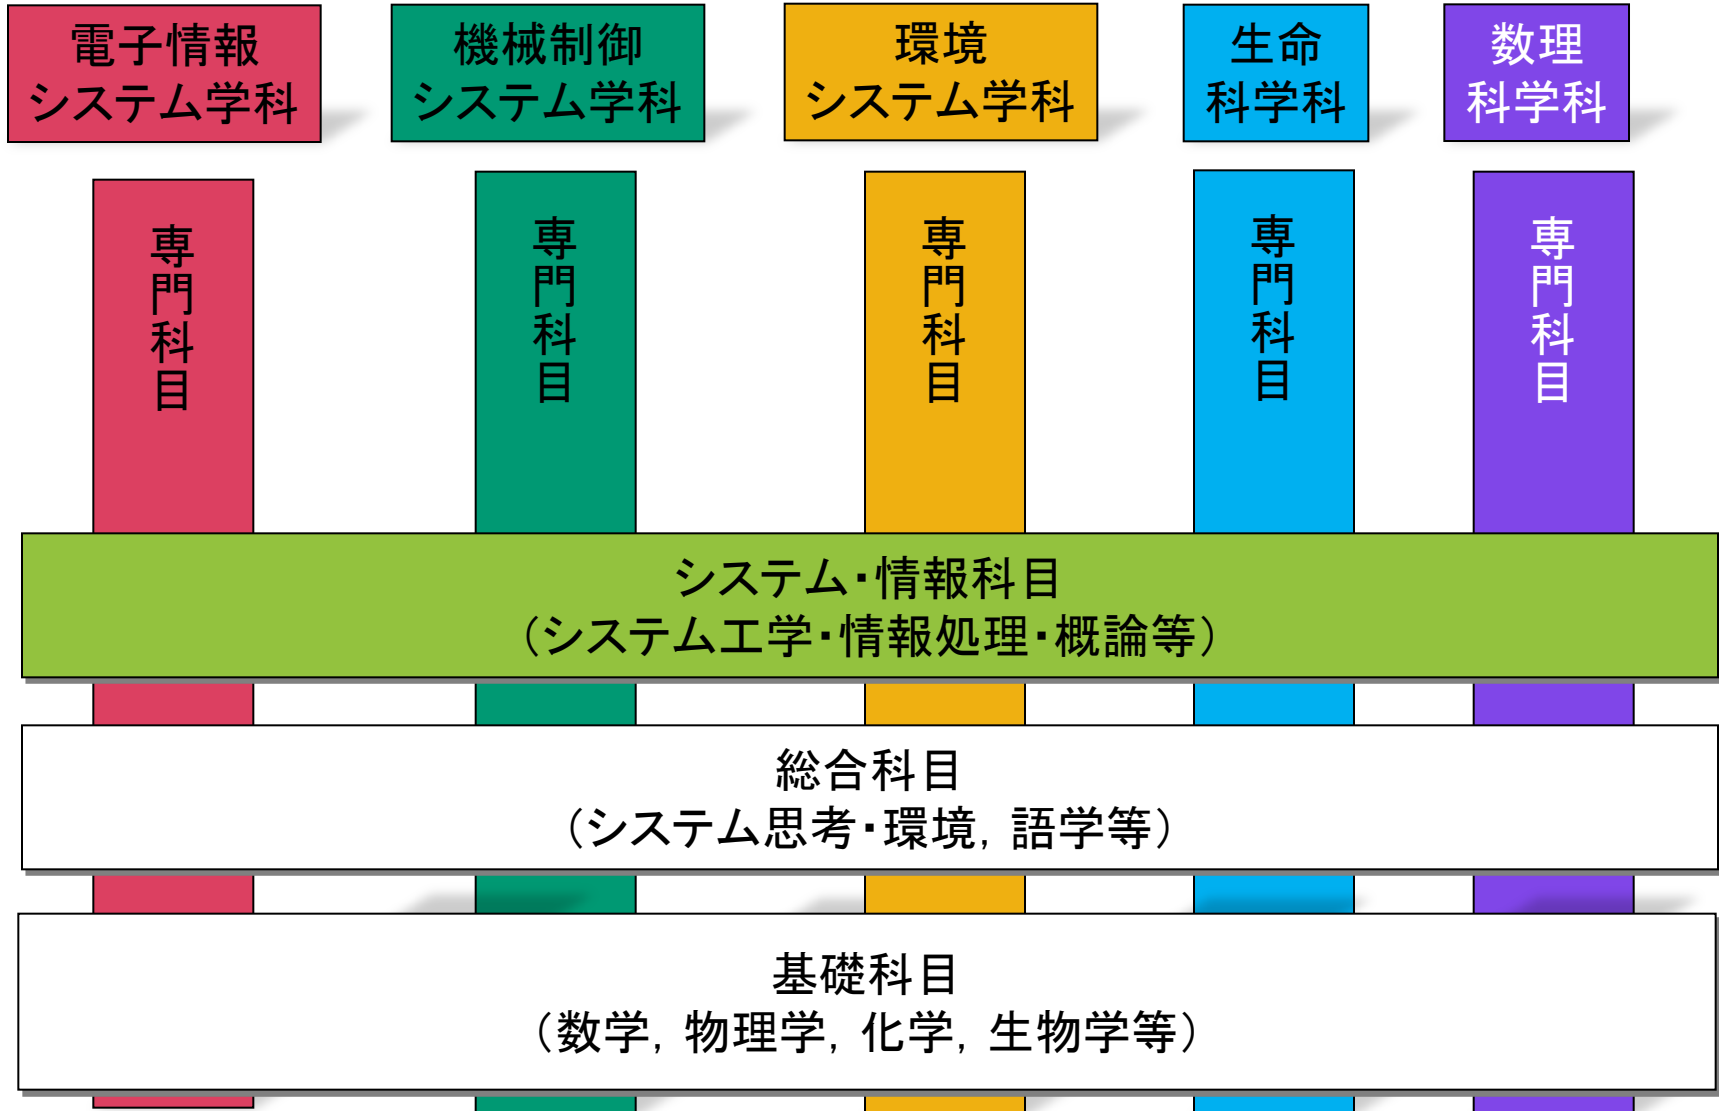 電子情報
システム学科
機械制御
システム学科
環境
システム学科
生命
科学科
数理
科学科
専門科目
専門科目
専門科目
専門科目
専門科目
システム・情報科目
（システム工学・情報処理・概論等）
総合科目
（システム思考・環境，語学等）
基礎科目
（数学，物理学，化学，生物学等）